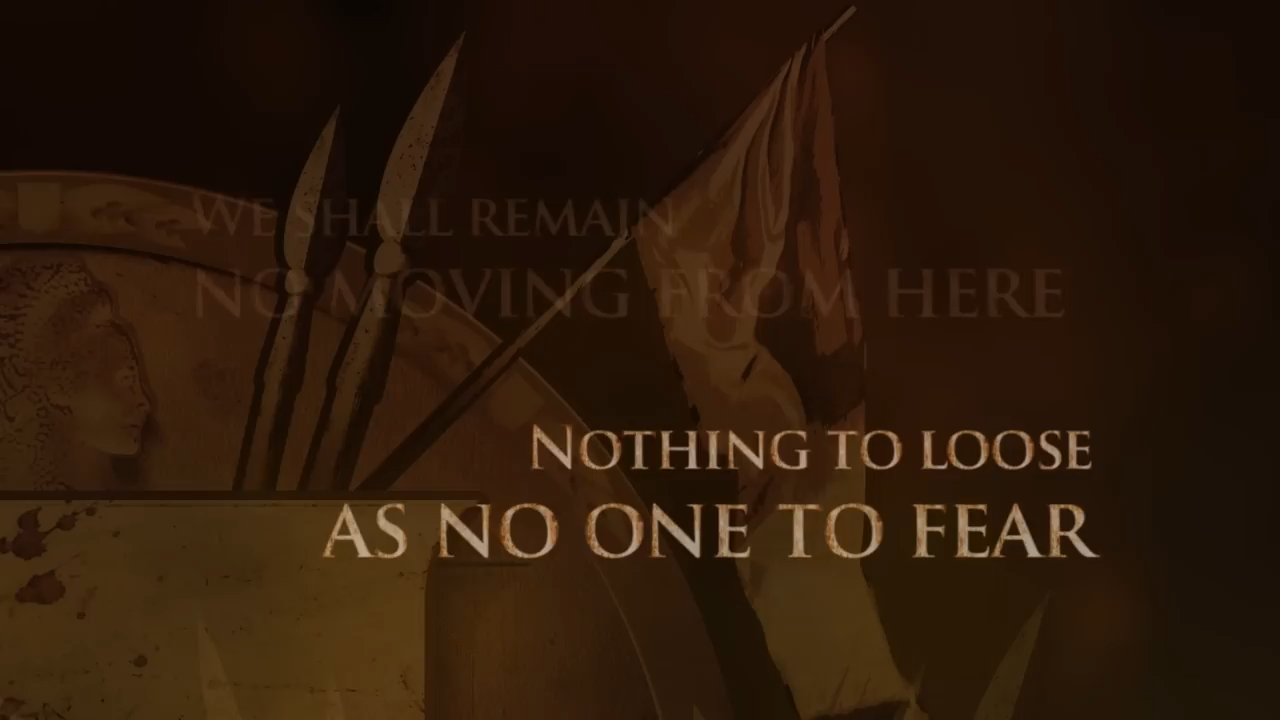 We shall remain
no moving from here
Nothing to loose
as no one to fear